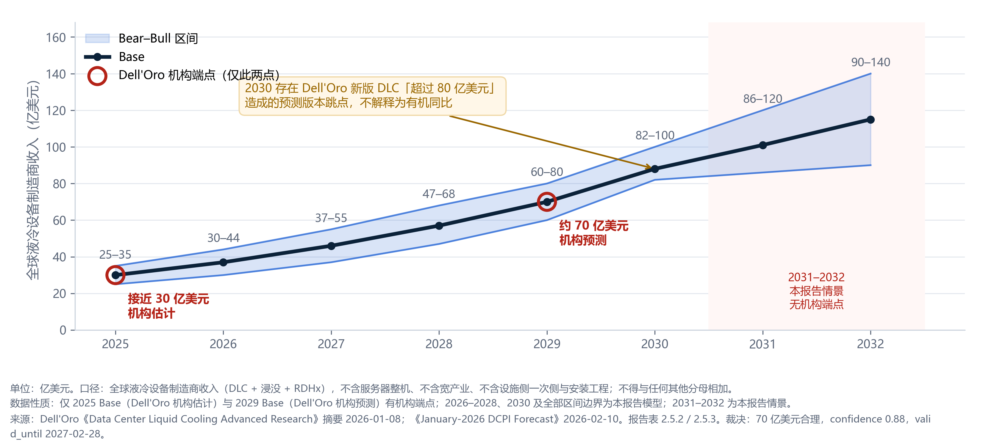 全球液冷设备制造商收入（亿美元）
160
140
120
100
80
60
40
20
0
Bear–Bull 区间
Base
Dell'Oro 机构端点（仅此两点）
2030 存在 Dell'Oro 新版 DLC「超过 80 亿美元」
造成的预测版本跳点，不解释为有机同比
25–35
30–44
37–55
47–68
60–80
82–100
86–120
90–140
接近 30 亿美元
机构估计
约 70 亿美元
机构预测
2031–2032
本报告情景
无机构端点
2025
2026
2027
2028
2029
2030
2031
2032
单位：亿美元。口径：全球液冷设备制造商收入（DLC + 浸没 + RDHx），不含服务器整机、不含宽产业、不含设施侧一次侧与安装工程；不得与任何其他分母相加。
数据性质：仅 2025 Base（Dell'Oro 机构估计）与 2029 Base（Dell'Oro 机构预测）有机构端点；2026–2028、2030 及全部区间边界为本报告模型；2031–2032 为本报告情景。
来源：Dell'Oro《Data Center Liquid Cooling Advanced Research》摘要 2026-01-08；《January-2026 DCPI Forecast》2026-02-10。报告表 2.5.2 / 2.5.3。裁决：70 亿美元合理，confidence 0.88，vali
d_until 2027-02-28。